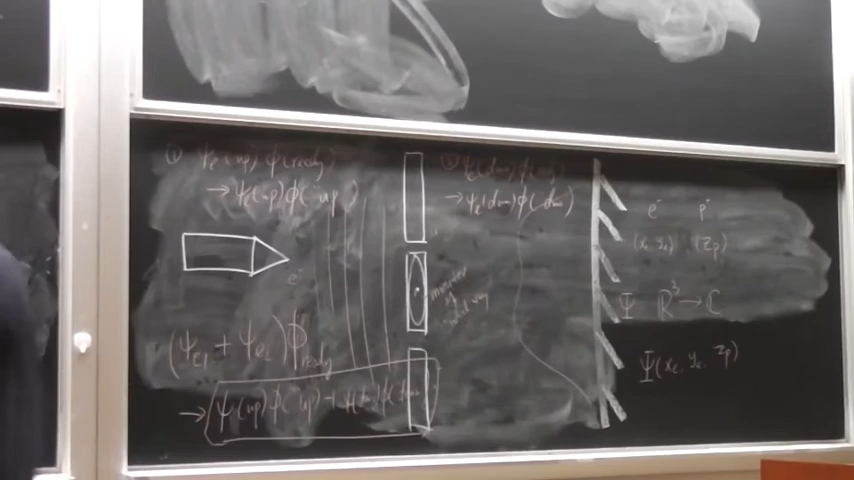 ① ψe(up) φ(ready)
→ ψe(up) φ("up")
② ψe(down) φ(ready)
→ ψe(down) φ(down)
e⁻
(ψe1 + ψe2) φready
→ ψ(up) φ("up") + ψ(down) φ(down)
e⁻ p⁺
(xe ye) (zp)
Ψ ℝ³ → ℂ
Ψ(xe, ye, zp)